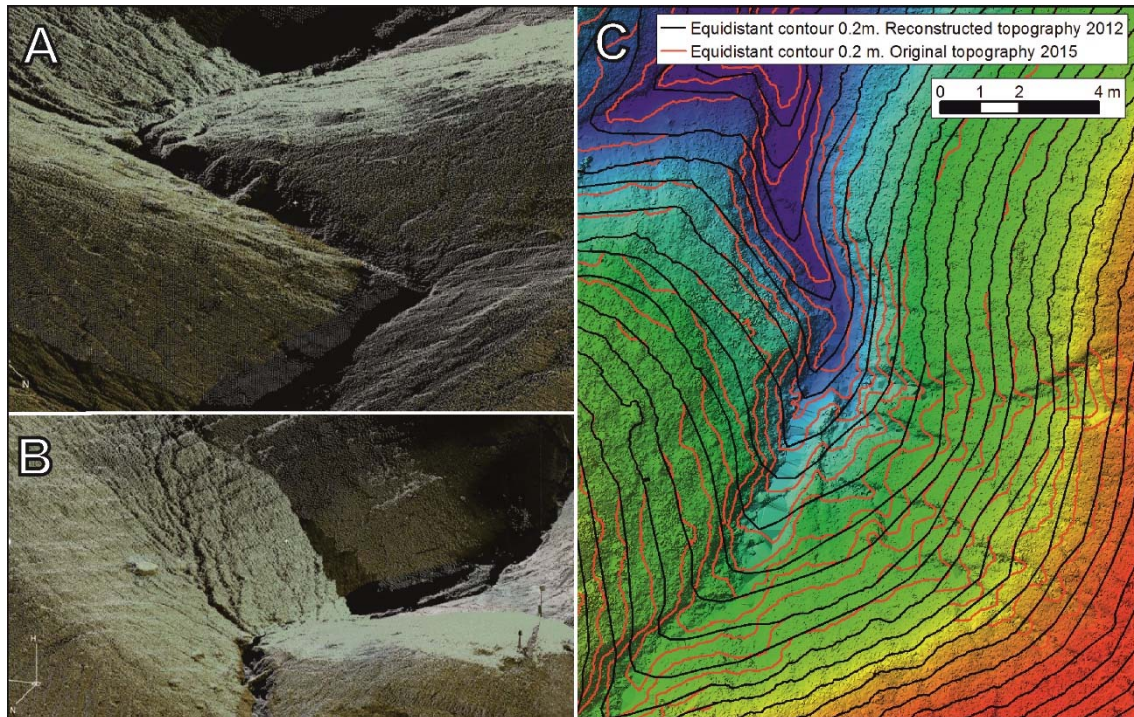 A
N
B
H
N
C
Equidistant contour 0.2m. Reconstructed topography 2012
Equidistant contour 0.2 m. Original topography 2015
0 1 2 4 m